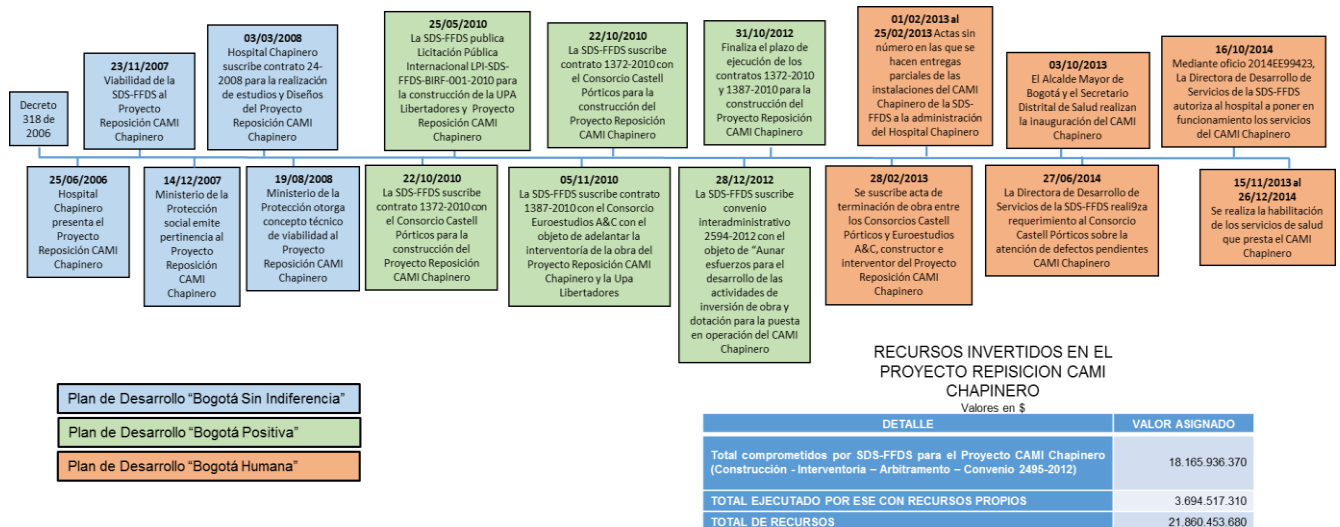 Decreto
318 de
2006
23/11/2007
Viabilidad de la
SDS-FFD al
Proyecto
Reposición CAMI
Chapinero
03/03/2008
Hospital Chapinero
suscribe contrato 24-
2008 para la realización
de estudios y Diseños
del Proyecto
Reposición CAMI
Chapinero
25/05/2010
La SDS-FFD publica
Licitación Pública
Internacional LPI-SDS-
FFDS-BIRF-001-2010 para
la construcción de la UPA
Libertadores y Proyecto
Reposición CAMI
Chapinero
22/10/2010
La SDS-FFD suscribe
contrato 1372-2010 con
el Consorcio Castell
Pórticos para la
construcción del
Proyecto Reposición
CAMI Chapinero
31/10/2012
Finaliza el plazo de
ejecución de los
contratos 1372-2010
y 1387-2010 para la
construcción del
Proyecto Reposición
CAMI Chapinero
01/02/2013 al
25/02/2013 Actas sin
número en las que se
hacen entregas
parciales de las
instalaciones del CAMI
Chapinero de la SDS-
FFDS a la administración
del Hospital Chapinero
03/10/2013
El Alcalde Mayor de
Bogotá y el Secretario
Distrital de Salud realizan
la inauguración del CAMI
Chapinero
16/10/2014
Mediante oficio 2014EE99423,
La Directora de Desarrollo de
Servicios de la SDS-FFDS
autoriza al hospital a poner en
funcionamiento los servicios
del CAMI Chapinero
25/06/2006
Hospital
Chapinero
presenta el
Proyecto
Reposición CAMI
Chapinero
14/12/2007
Ministerio de la
Protección
social emite
pertinencia al
Proyecto
Reposición
CAMI
Chapinero
19/08/2008
Ministerio de la
Protección otorga
concepto técnico
de viabilidad al
Proyecto
Reposición CAMI
Chapinero
22/10/2010
La SDS-FFDS suscribe
contrato 1372-2010 con
el Consorcio Castell
Pórticos para la
construcción del
Proyecto Reposición
CAMI Chapinero
05/11/2010
La SDS-FFDS suscribe contrato
1387-2010 con el Consorcio
Euroestudios A&C con el
objeto de adelantar la
interventoría de la obra del
Proyecto Reposición CAMI
Chapinero y la Upa
Libertadores
28/12/2012
La SDS-FFDS suscribe
convenio
interadministrativo
2594-2012 con el
objeto de "Aunar
esfuerzos para el
desarrollo de las
actividades de
inversión de obra y
dotación para la puesta
en operación del CAMI
Chapinero
28/02/2013
Se suscribe acta de
terminación de obra entre
los Consorcios Castell
Pórticos y Euroestudios
A&C, constructor e
interventor del Proyecto
Reposición CAMI
Chapinero
27/06/2014
La Directora de Desarrollo de
Servicios de la SDS-FFDS reali9za
requerimiento al Consorcio
Castell Pórticos sobre la
atención de defectos pendientes
CAMI Chapinero
15/11/2013 al
26/12/2014
Se realiza la habilitación
de los servicios de salud
que presta el CAMI
Chapinero
Plan de Desarrollo "Bogotá Sin Indiferencia"
Plan de Desarrollo "Bogotá Positiva"
Plan de Desarrollo "Bogotá Humana"
RECURSOS INVERTIDOS EN EL
PROYECTO REPISICION CAMI
CHAPINERO
Valores en $
DETALLE VALOR ASIGNADO
Total comprometidos por SDS-FFDS para el Proyecto CAMI Chapinero
(Construcción - Interventoría – Arbitramento – Convenio 2495-2012) 18.165.936.370
TOTAL EJECUTADO POR ESE CON RECURSOS PROPIOS 3.694.517.310
TOTAL DE RECURSOS 21.860.453.680